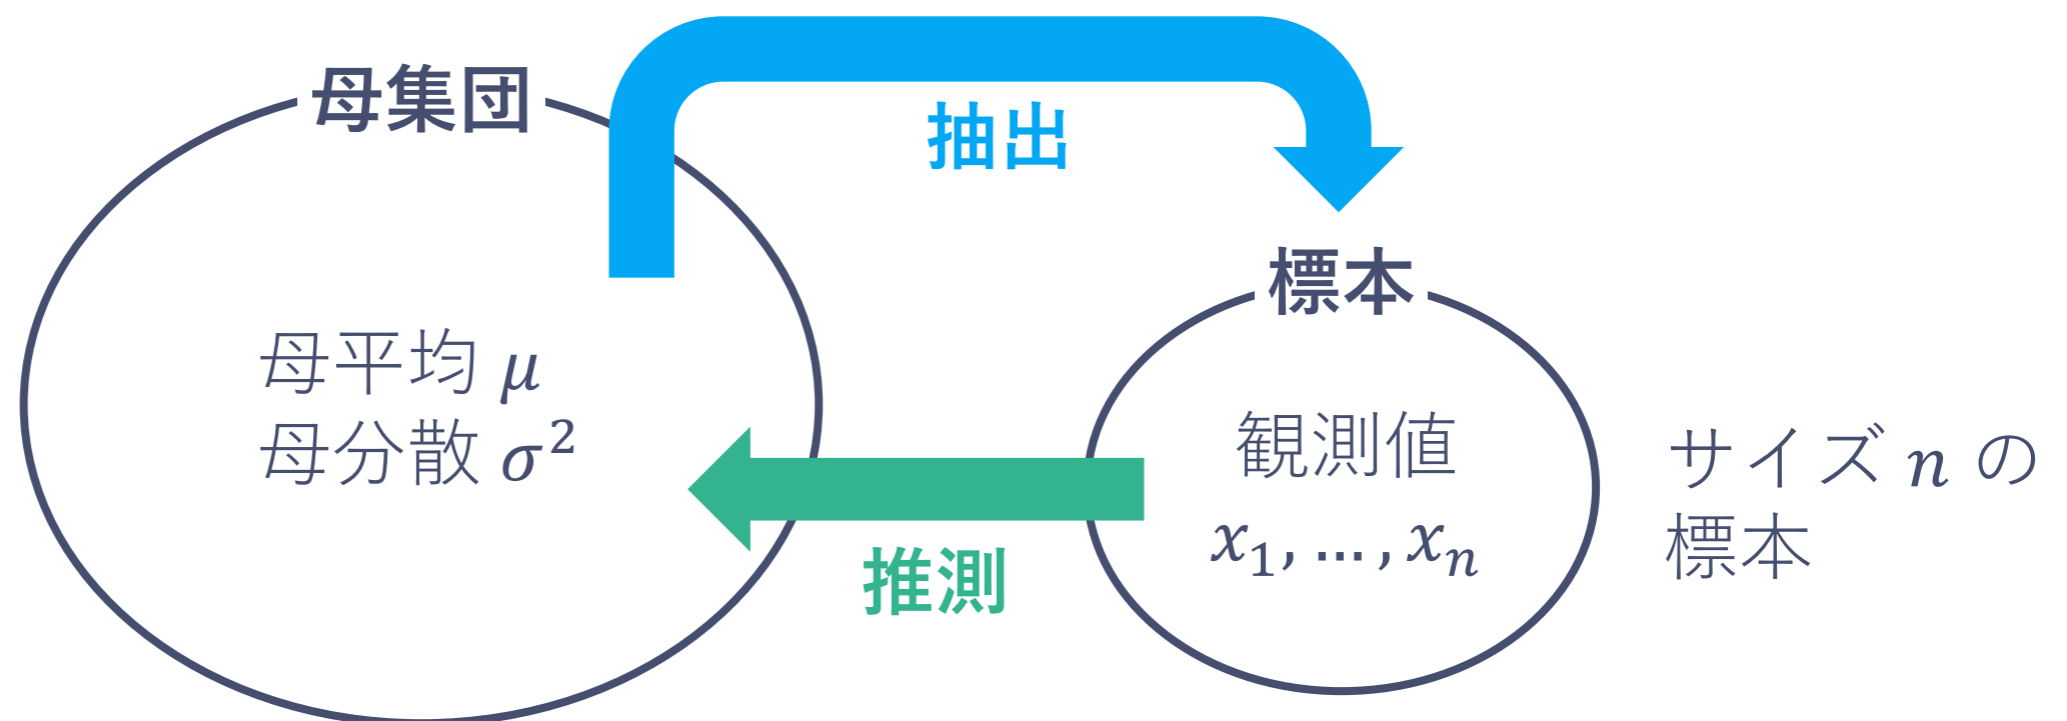 母集団
抽出
標本
母平均 μ
母分散 σ²
観測値
x₁, …, xₙ
サイズ n の
標本
推測